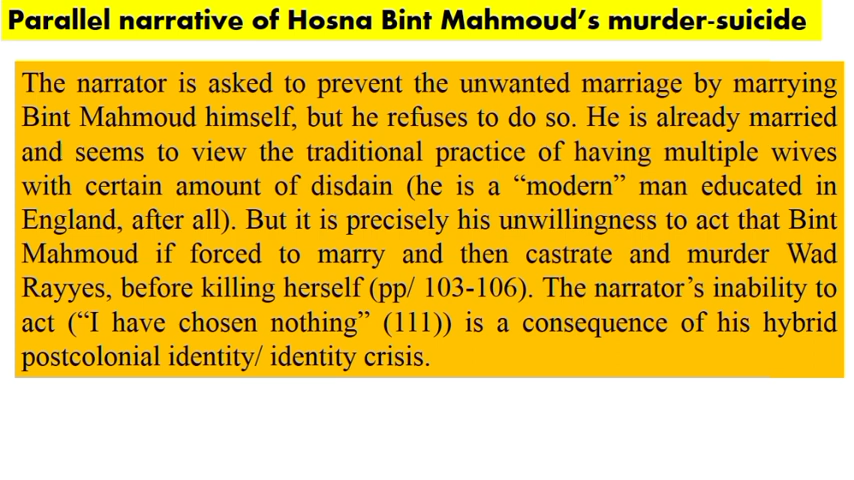 Parallel narrative of Hosna Bint Mahmoud's murder-suicide
The narrator is asked to prevent the unwanted marriage by marrying
Bint Mahmoud himself, but he refuses to do so. He is already married
and seems to view the traditional practice of having multiple wives
with certain amount of disdain (he is a “modern” man educated in
England, after all). But it is precisely his unwillingness to act that Bint
Mahmoud if forced to marry and then castrate and murder Wad
Rayyes, before killing herself (pp/ 103-106). The narrator’s inability to
act (“I have chosen nothing” (111)) is a consequence of his hybrid
postcolonial identity/ identity crisis.